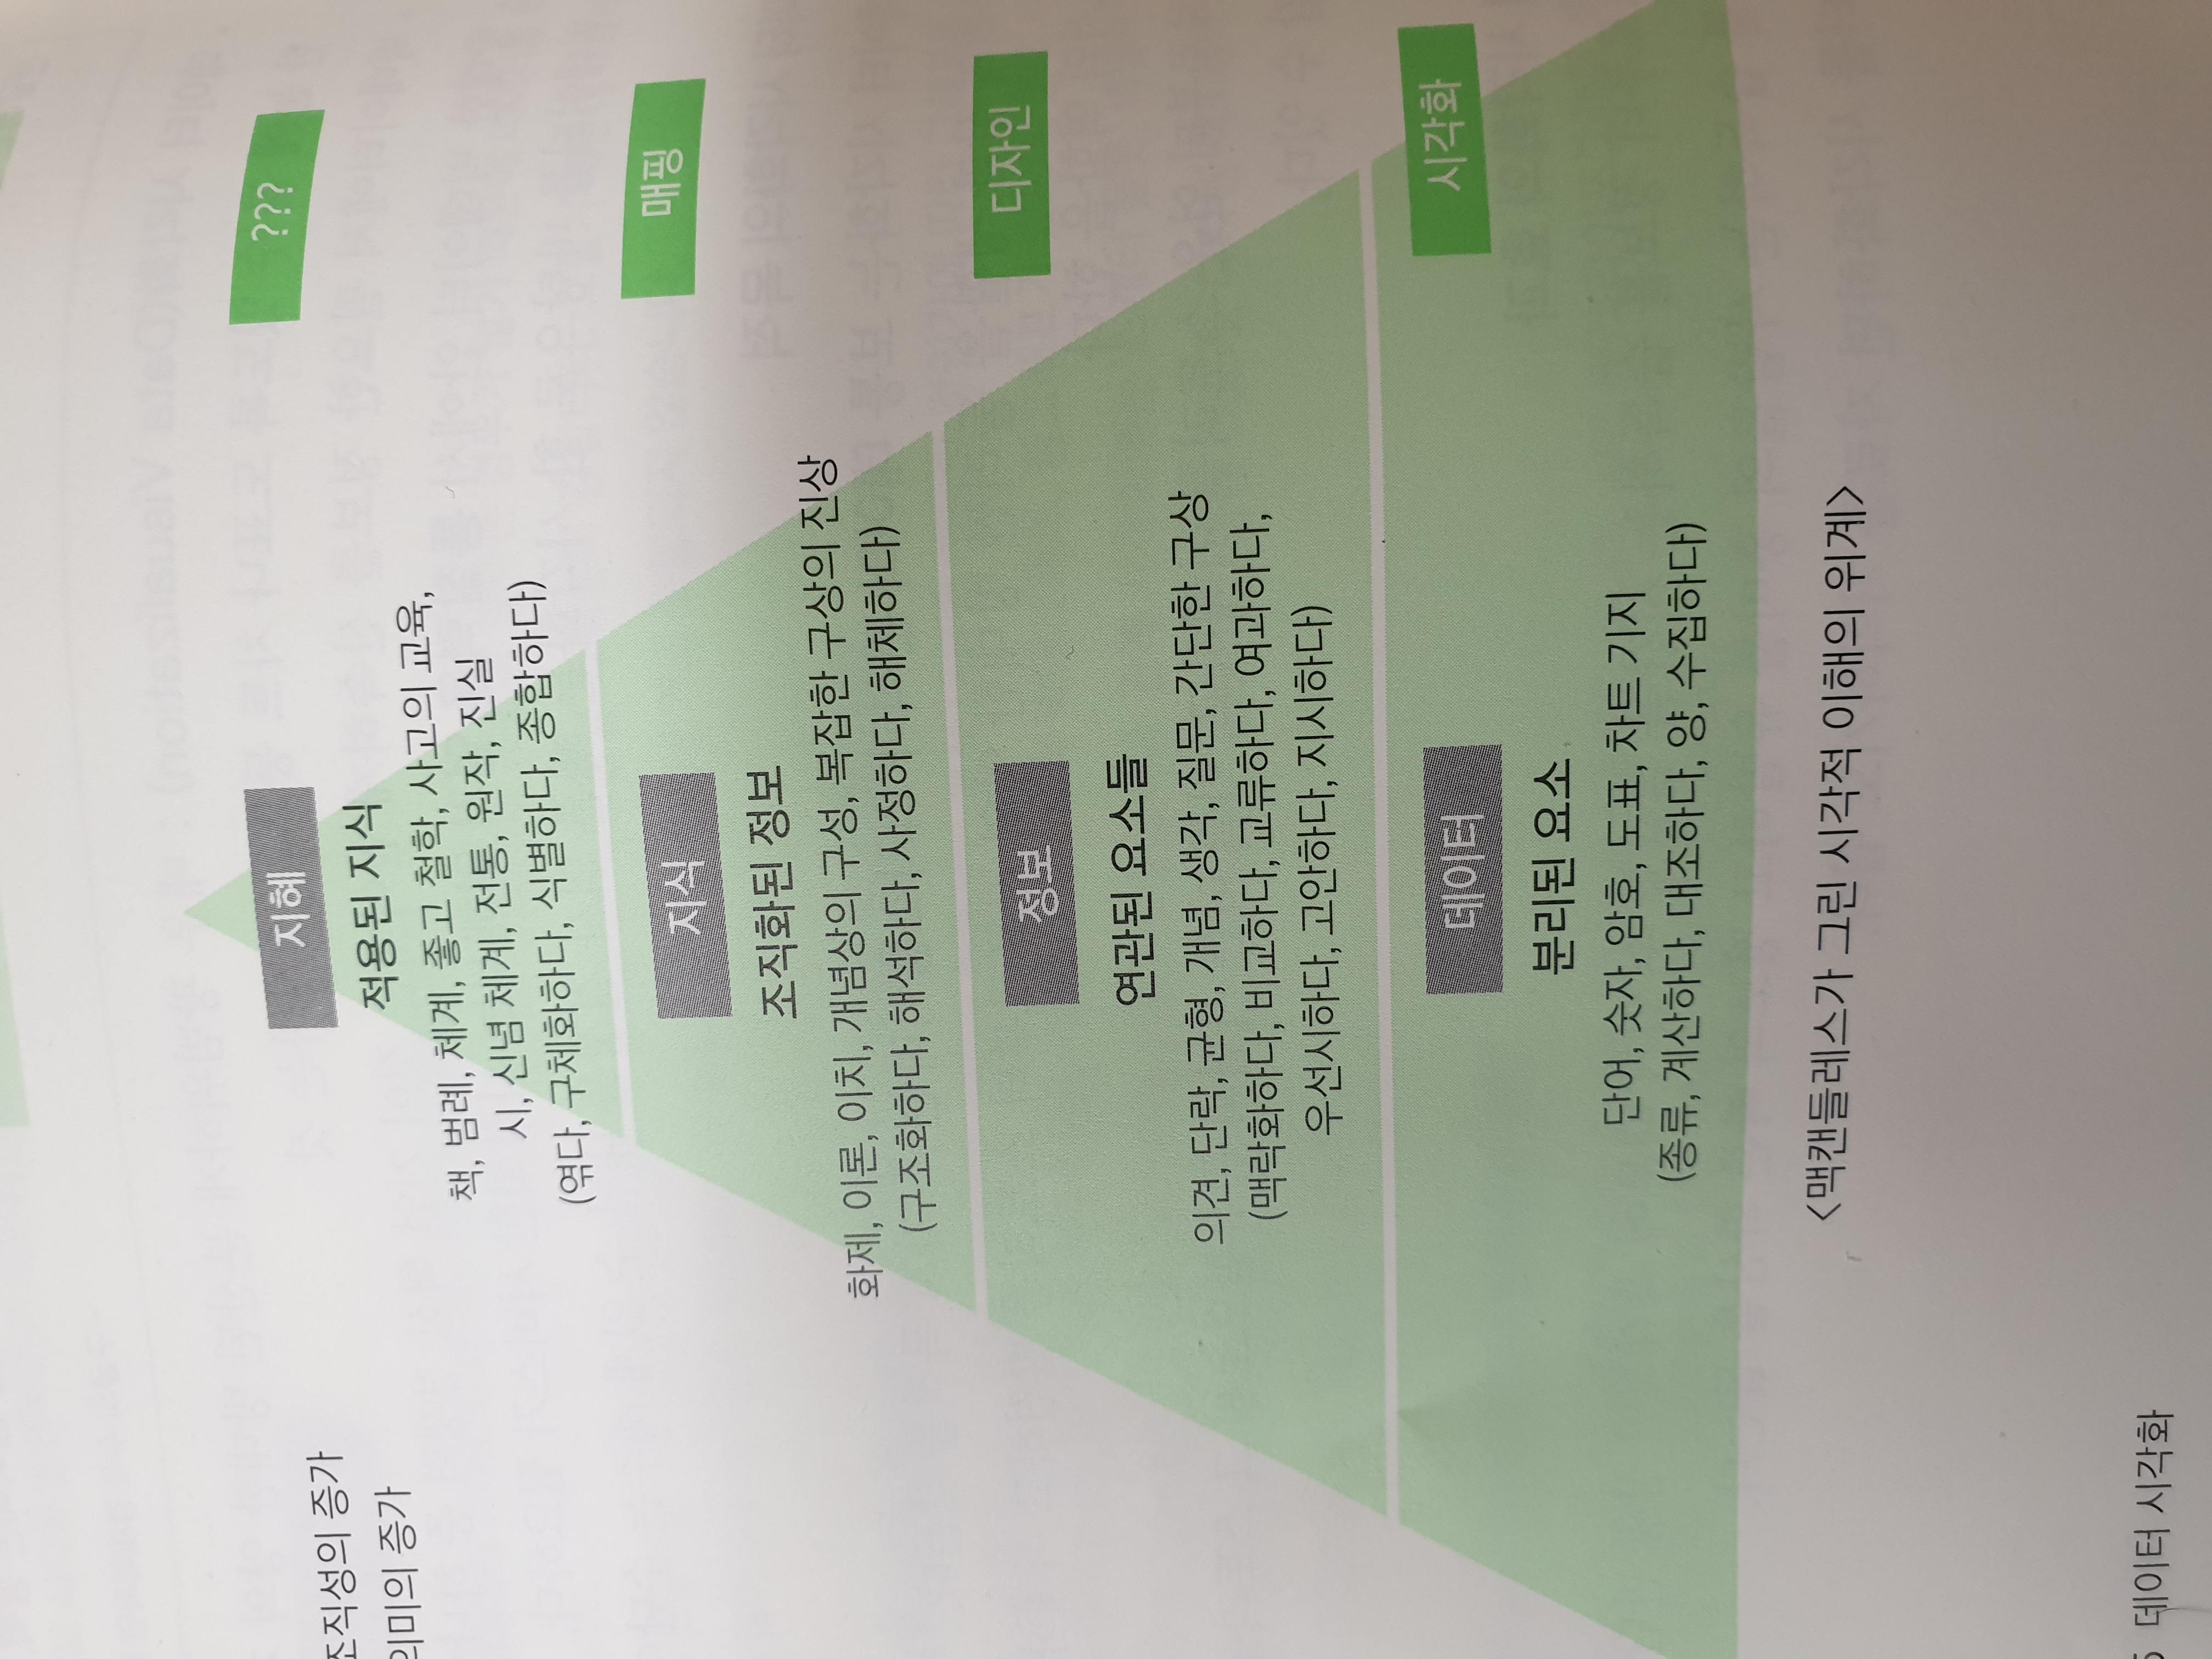 조직성의 증가
의미의 증가
지혜
???
적용된 지식
책, 범례, 체계, 좋고 철학, 사고의 교육,
시, 신념 체계, 전통, 원작, 진실
(엮다, 구체화하다, 식별하다, 종합하다)
지식
매핑
조직화된 정보
화제, 이론, 이치, 개념상의 구성, 복잡한 구상의 진상
(구조화하다, 해석하다, 사정하다, 해체하다)
정보
디자인
연관된 요소들
의견, 단락, 균형, 개념, 생각, 질문, 간단한 구상
(맥락화하다, 비교하다, 교류하다, 여과하다,
우선시하다, 고안하다, 지시하다)
데이터
시각화
분리된 요소
단어, 숫자, 암호, 도표, 차트 기지
(종류, 계산하다, 대조하다, 양, 수집하다)
<맥캔들레스가 그린 시각적 이해의 위계>
5 데이터 시각화